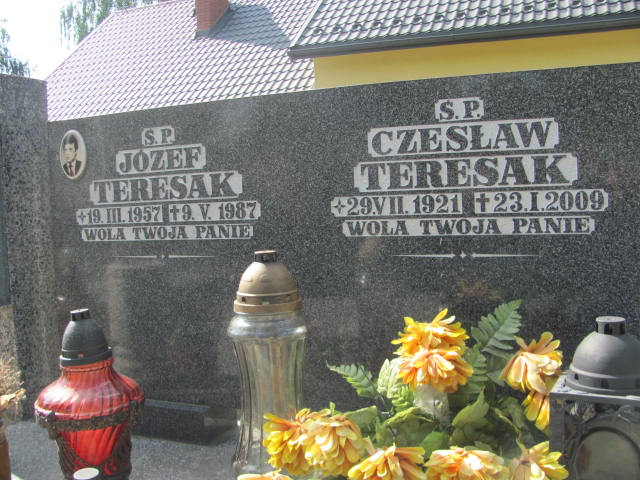 S.P.
JÓZEF
TERESAK
+19.III.1957 ✝9.V.1987
WOLA TWOJA PANIE
S.P.
CZESŁAW
TERESAK
+29.VII.1921 ✝23.I.2009
WOLA TWOJA PANIE